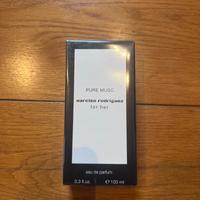 PURE MUSC
narciso rodriguez
for her
eau de parfum
3.3 fl.oz. e 100 ml